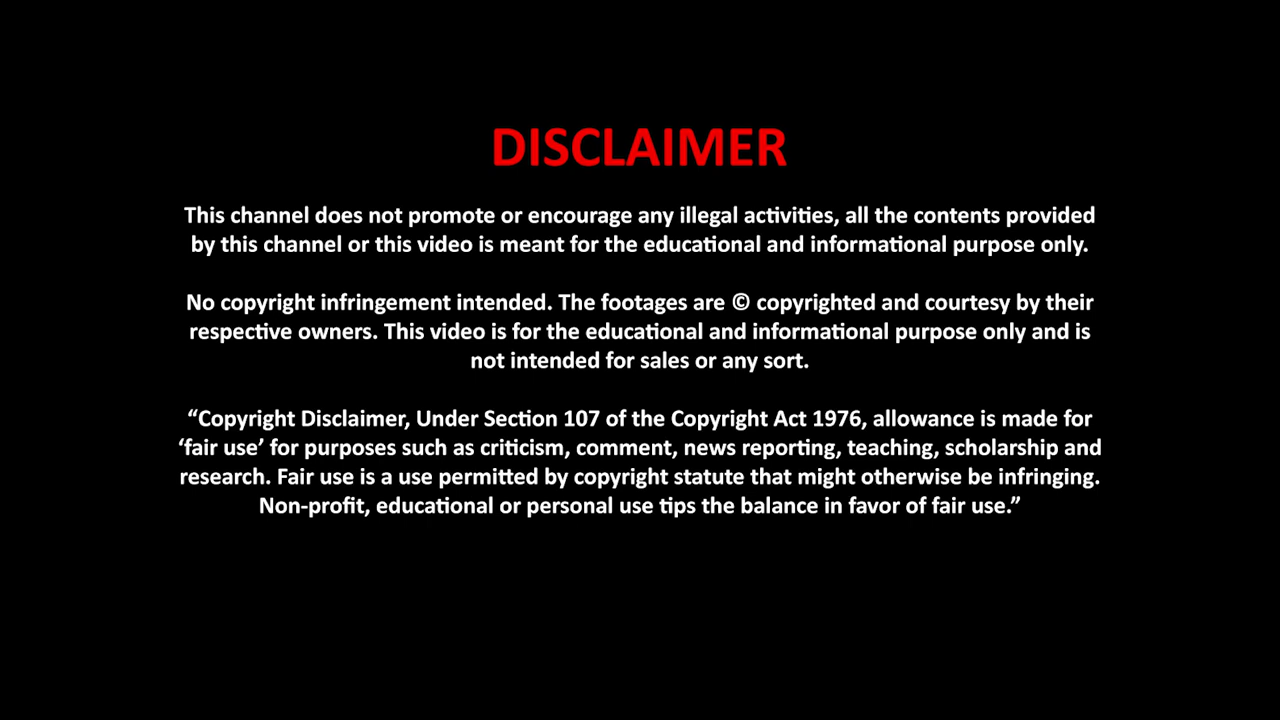 DISCLAIMER
This channel does not promote or encourage any illegal activities, all the contents provided
by this channel or this video is meant for the educational and informational purpose only.
No copyright infringement intended. The footages are © copyrighted and courtesy by their
respective owners. This video is for the educational and informational purpose only and is
not intended for sales or any sort.
“Copyright Disclaimer, Under Section 107 of the Copyright Act 1976, allowance is made for
‘fair use’ for purposes such as criticism, comment, news reporting, teaching, scholarship and
research. Fair use is a use permitted by copyright statute that might otherwise be infringing.
Non-profit, educational or personal use tips the balance in favor of fair use.”